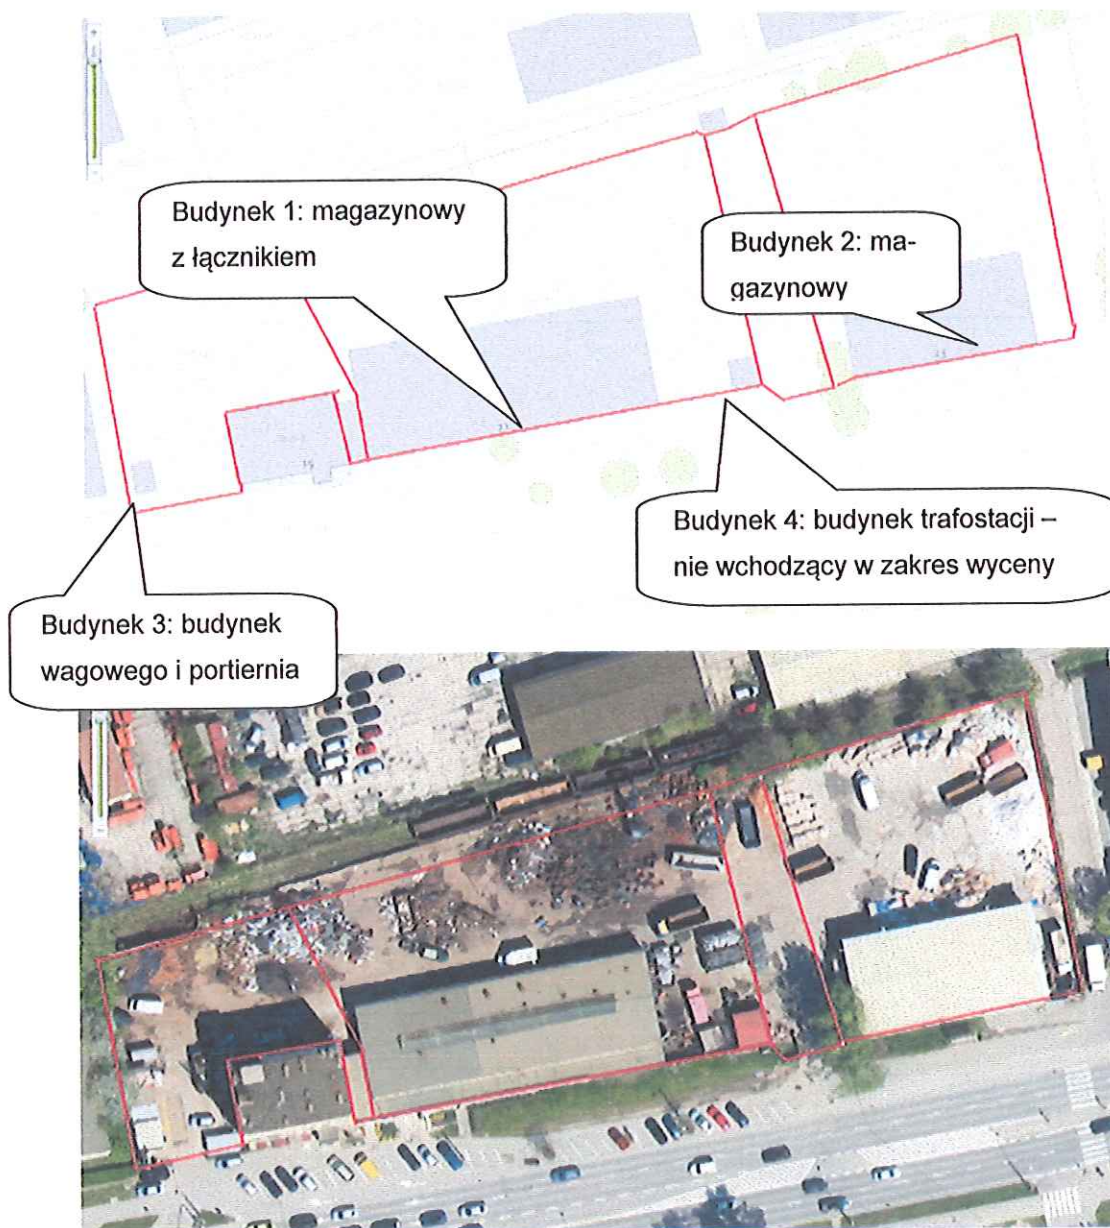 Budynek 1: magazynowy
z łącznikiem
Budynek 2: ma-
gazynowy
Budynek 4: budynek trafostacji –
nie wchodzący w zakres wyceny
Budynek 3: budynek
wagowego i portiernia